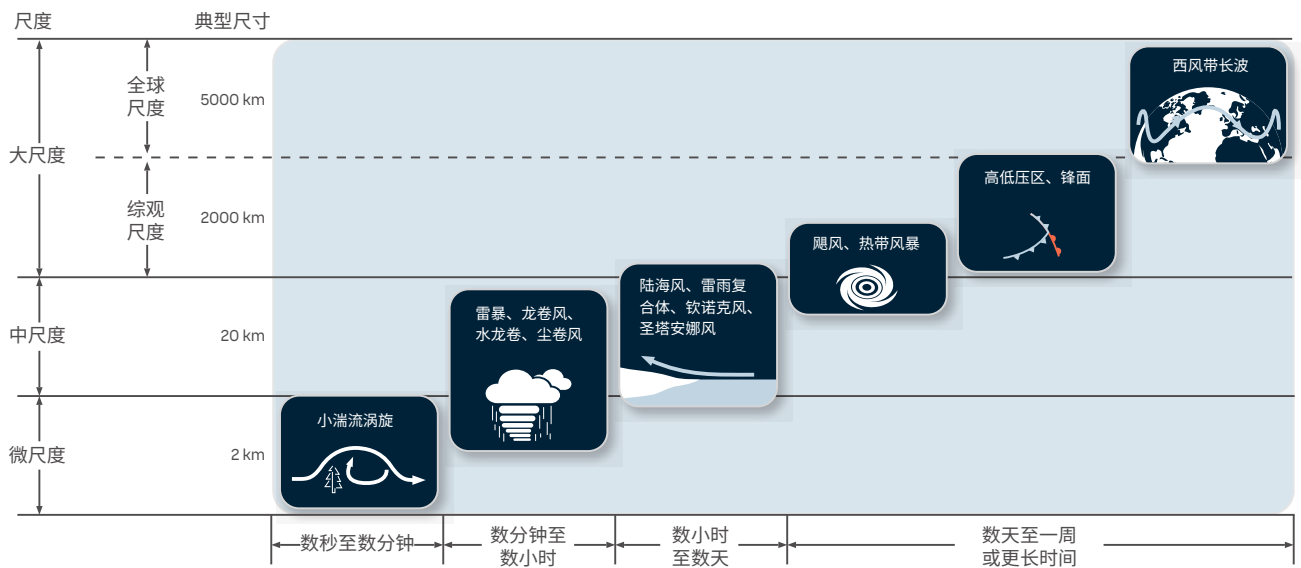 尺度
典型尺寸
大尺度
全球
尺度
5000 km
综观
尺度
2000 km
中尺度
20 km
微尺度
2 km
西风带长波
高低压区、锋面
飓风、热带风暴
陆海风、雷雨复
合体、钦诺克风、
圣塔安娜风
雷暴、龙卷风、
水龙卷、尘卷风
小湍流涡旋
数秒至数分钟
数分钟至
数小时
数小时
至数天
数天至一周
或更长时间